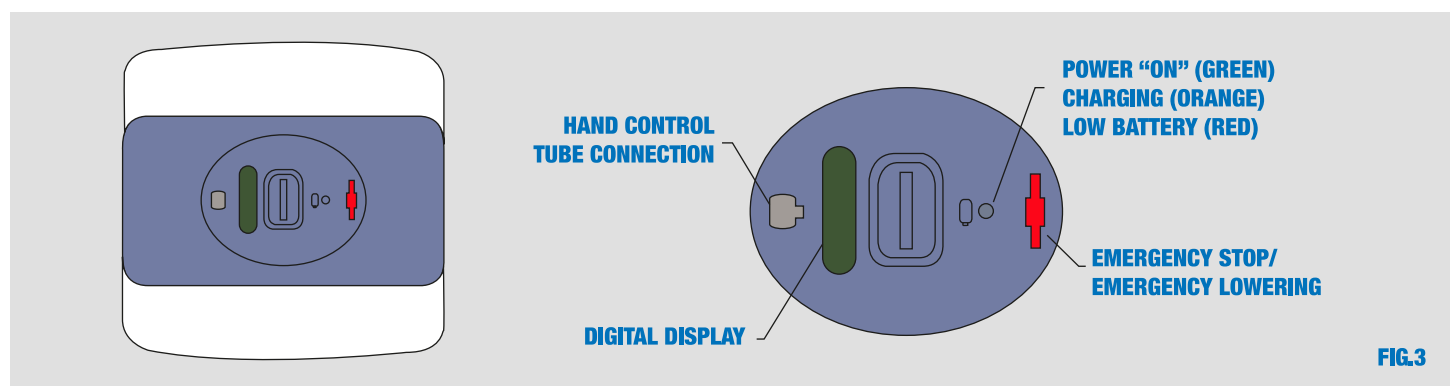 HAND CONTROL
TUBE CONNECTION
POWER “ON” (GREEN)
CHARGING (ORANGE)
LOW BATTERY (RED)
EMERGENCY STOP/
EMERGENCY LOWERING
DIGITAL DISPLAY
FIG.3